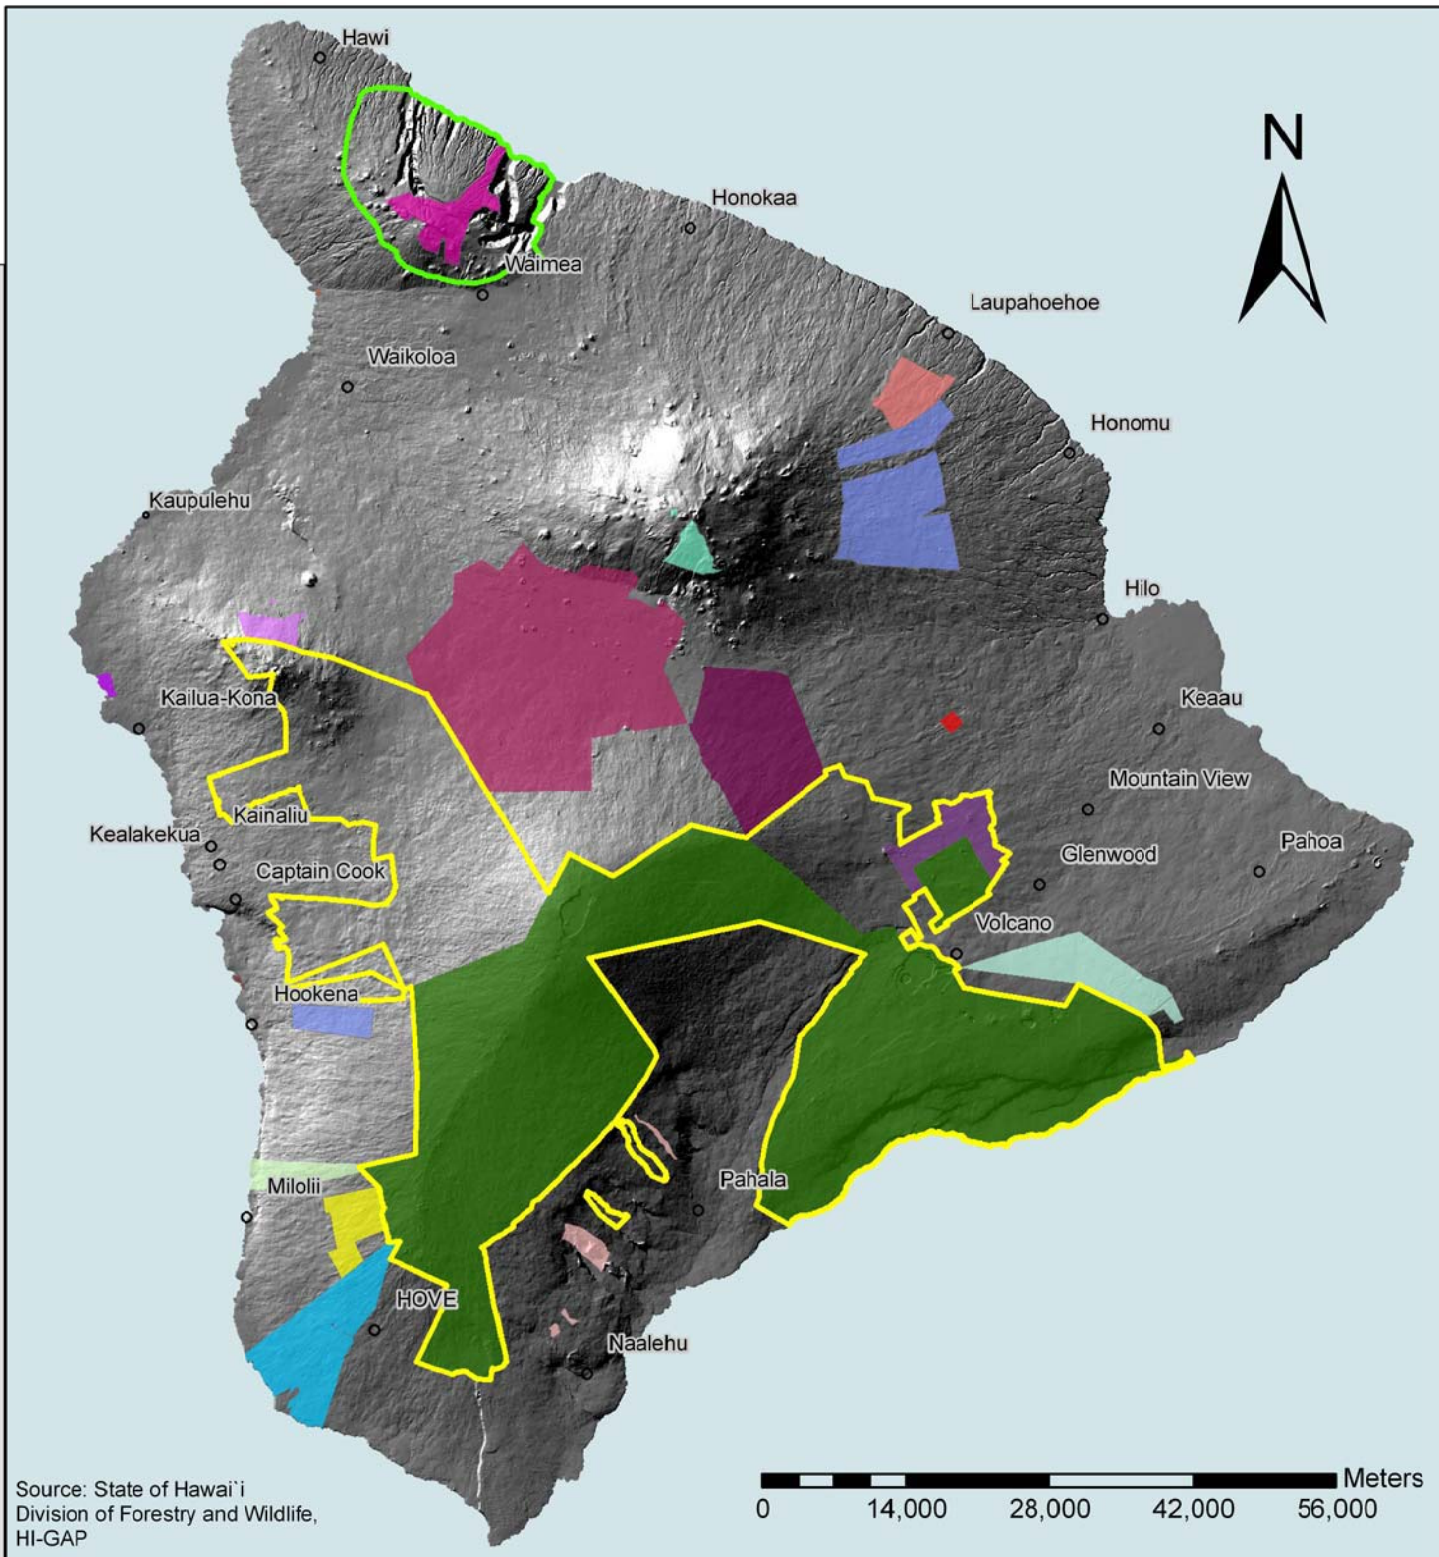 Hawi
N
Honokaa
Waimea
Laupahoehoe
Waikoloa
Honomu
Kaupulehu
Hilo
Kailua-Kona
Keaau
Mountain View
Kainaliu
Kealakekua
Glenwood
Pahoa
Captain Cook
Volcano
Hookena
Milolii
Pahala
HOVE
Naalehu
Source: State of Hawai`i
Division of Forestry and Wildlife,
HI-GAP
Meters
0 14,000 28,000 42,000 56,000